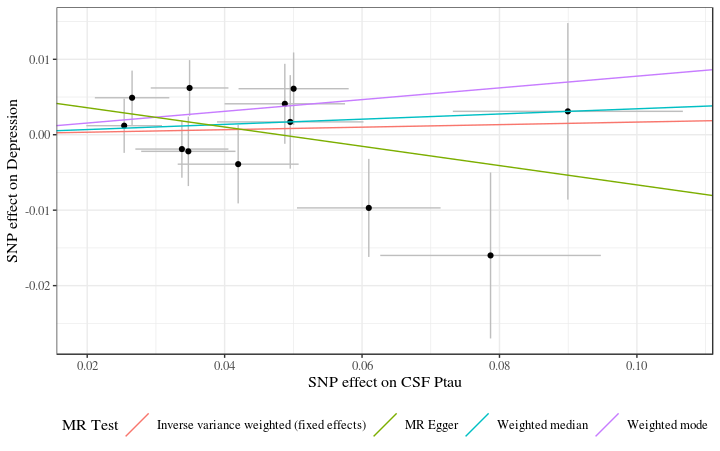 SNP effect on Depression
0.01
0.00
-0.01
-0.02
0.02 0.04 0.06 0.08 0.10
SNP effect on CSF Ptau
MR Test Inverse variance weighted (fixed effects) MR Egger Weighted median Weighted mode